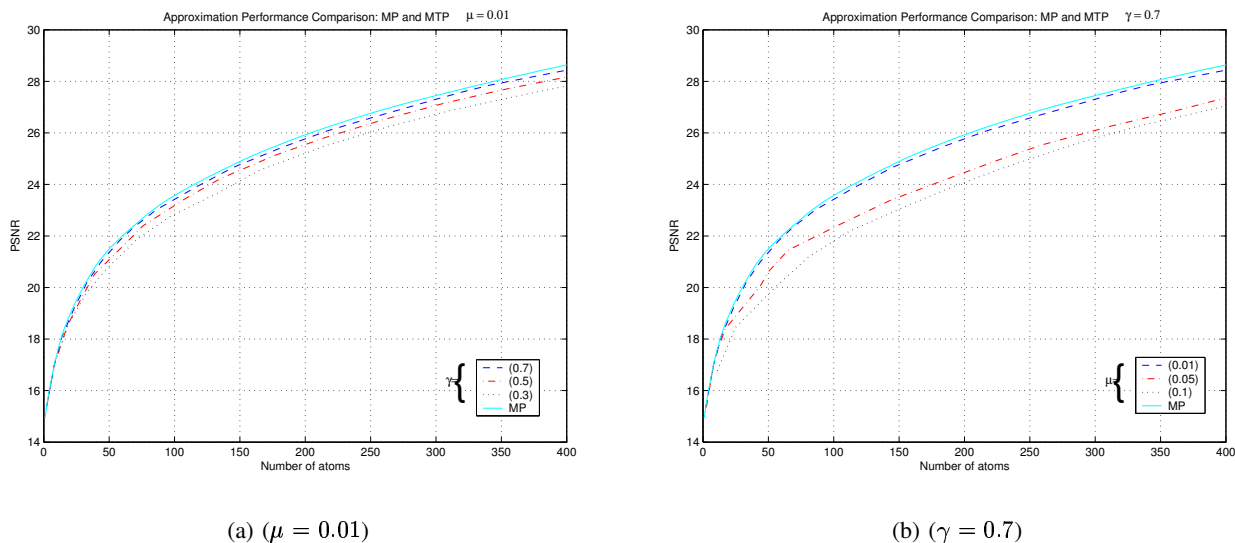 Approximation Performance Comparison: MP and MTP μ = 0.01
30
28
26
24
22
20
18
16
14
PSNR
0 50 100 150 200 250 300 350 400
Number of atoms
γ= {
(0.7)
(0.5)
(0.3)
MP
(a) (μ = 0.01)
Approximation Performance Comparison: MP and MTP γ = 0.7
30
28
26
24
22
20
18
16
14
PSNR
0 50 100 150 200 250 300 350 400
Number of atoms
μ= {
(0.01)
(0.05)
(0.1)
MP
(b) (γ = 0.7)